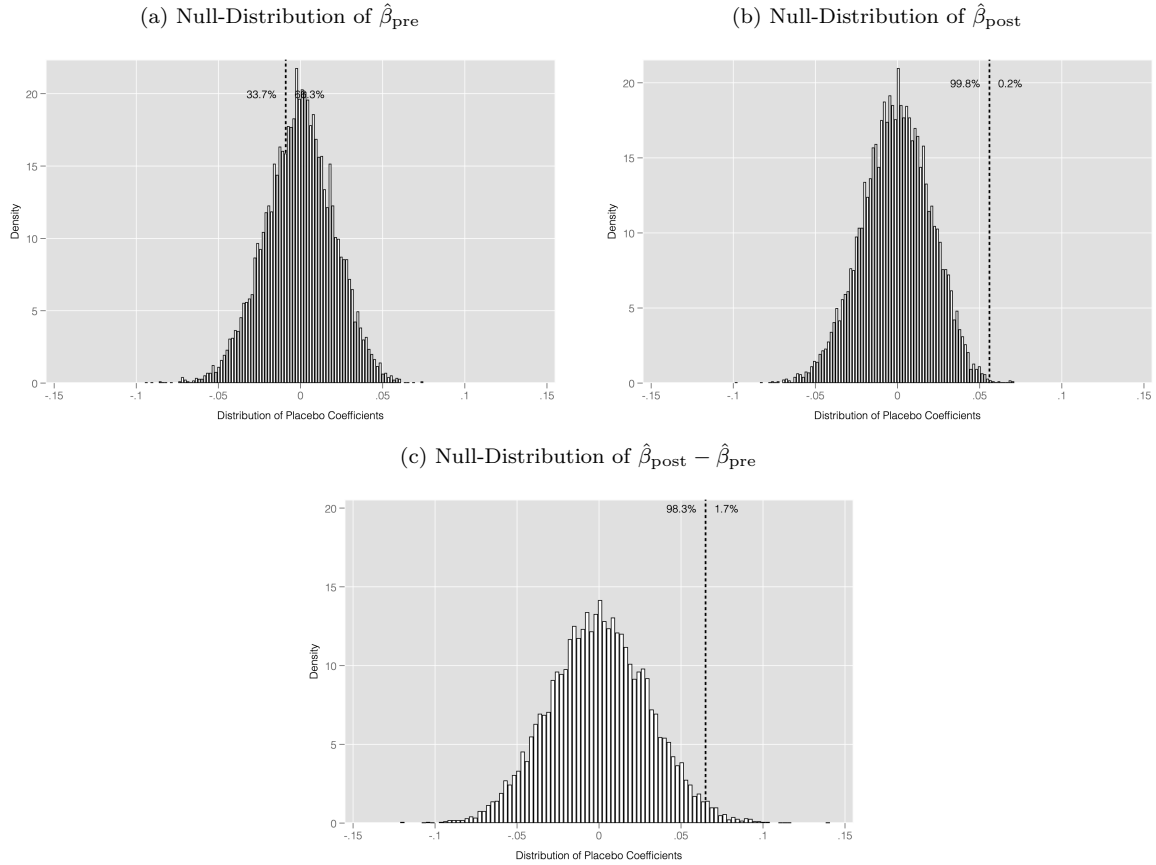 (a) Null-Distribution of β̂pre
20
15
10
5
0
Density
33.7% 66.3%
-.15 -.1 -.05 0 .05 .1 .15
Distribution of Placebo Coefficients
(b) Null-Distribution of β̂post
20
15
10
5
0
Density
99.8% 0.2%
-.15 -.1 -.05 0 .05 .1 .15
Distribution of Placebo Coefficients
(c) Null-Distribution of β̂post − β̂pre
20
15
10
5
0
Density
98.3% 1.7%
-.15 -.1 -.05 0 .05 .1 .15
Distribution of Placebo Coefficients